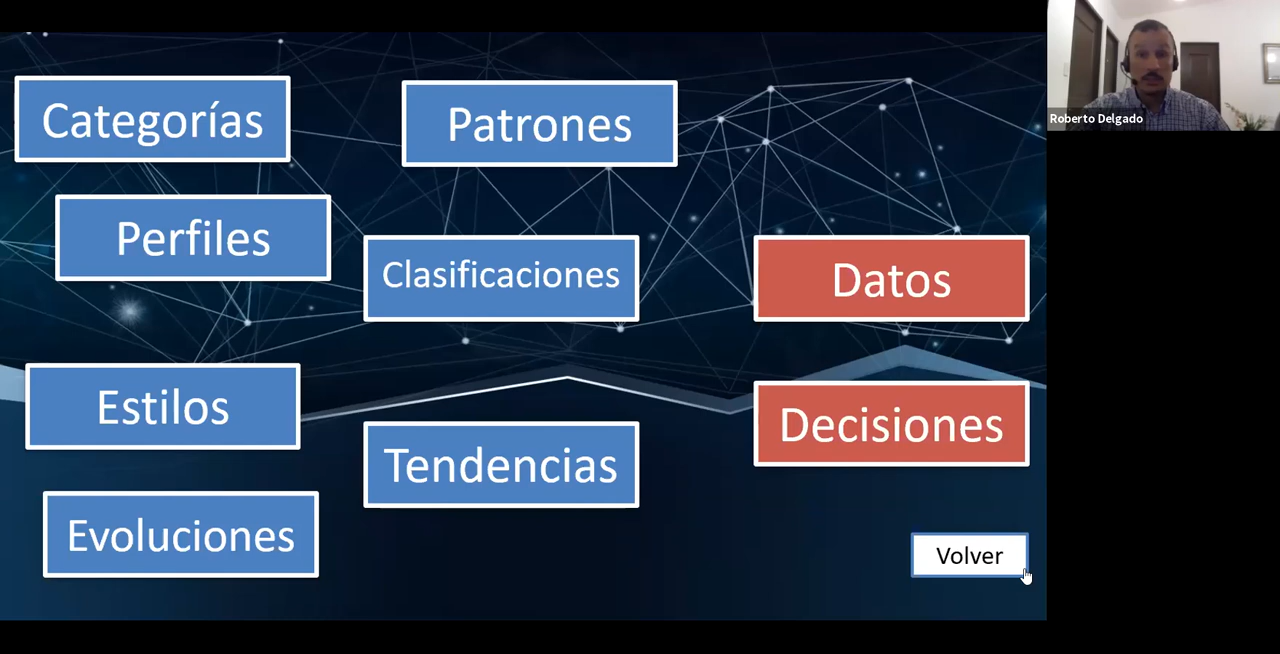 Categorías
Patrones
Perfiles
Clasificaciones
Datos
Estilos
Decisiones
Tendencias
Evoluciones
Volver
Roberto Delgado